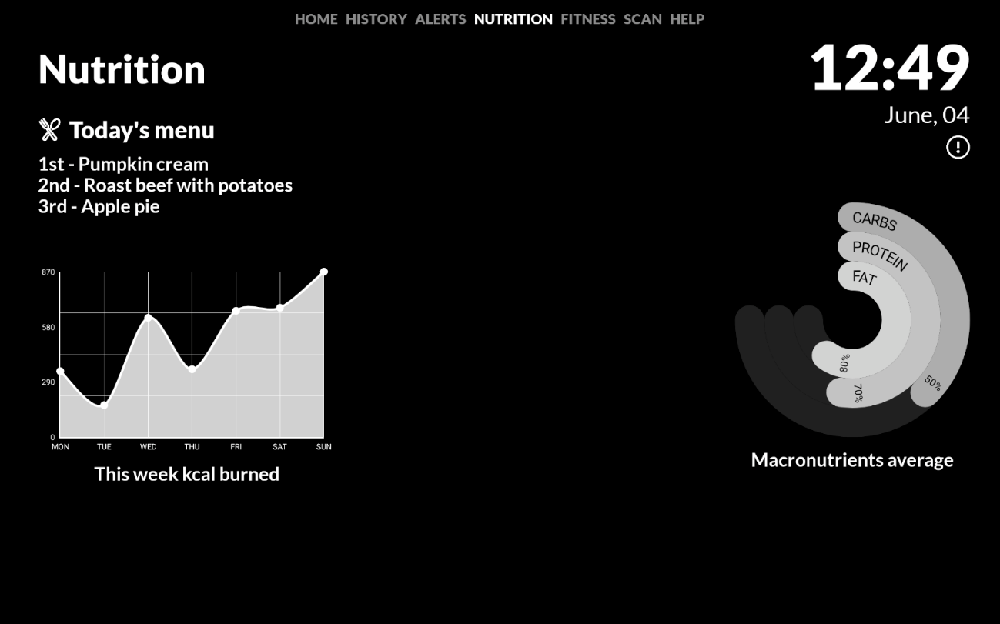 HOME HISTORY ALERTS NUTRITION FITNESS SCAN HELP
Nutrition
12:49
June, 04
Today's menu
1st - Pumpkin cream
2nd - Roast beef with potatoes
3rd - Apple pie
870
580
290
0
MON TUE WED THU FRI SAT SUN
This week kcal burned
CARBS
PROTEIN
FAT
80%
70%
50%
Macronutrients average